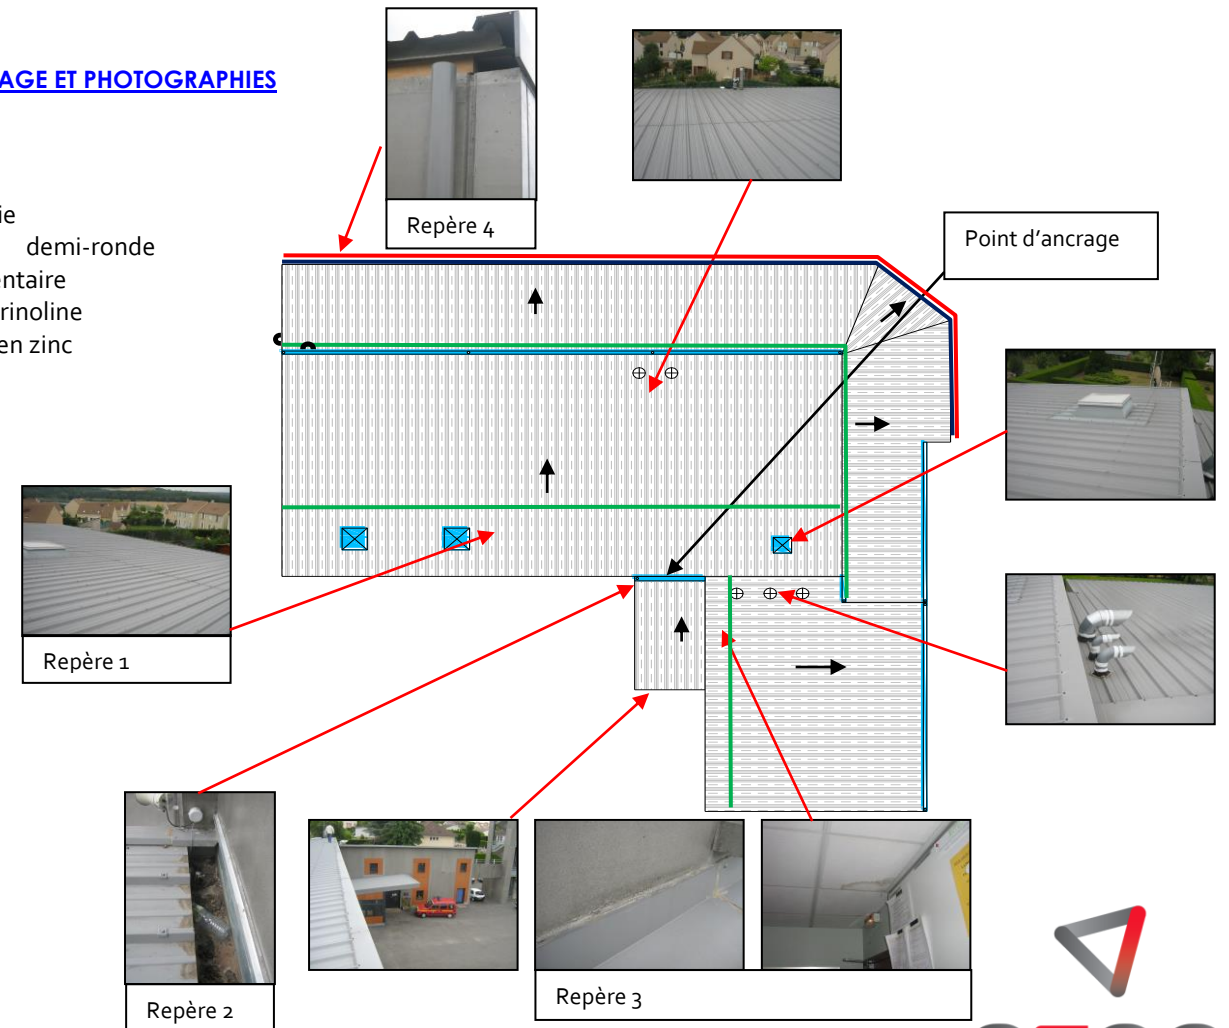 AGE ET PHOTOGRAPHIES
ie
demi-ronde
entaire
rinoline
en zinc
Repère 4
Point d'ancrage
Repère 1
Repère 2
Repère 3